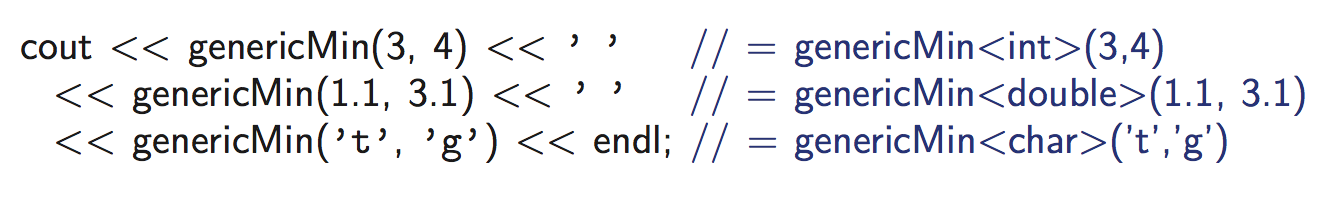 cout << genericMin(3, 4) << ’ ’ // = genericMin<int>(3,4)
<< genericMin(1.1, 3.1) << ’ ’ // = genericMin<double>(1.1, 3.1)
<< genericMin(’t’, ’g’) << endl; // = genericMin<char>('t','g')